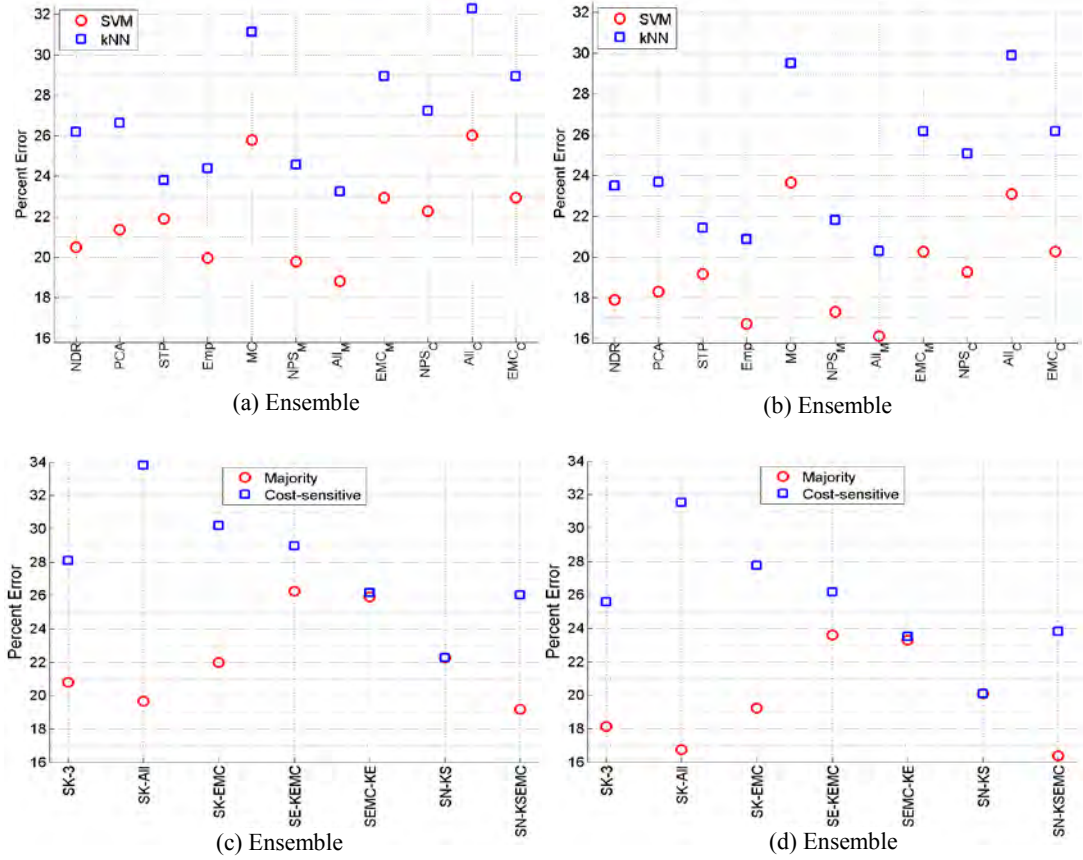 32
30
28
26
24
22
20
18
16
Percent Error
SVM
kNN
NDR
PCA
STP
Emp
MC
NPS_M
All_M
EMC_M
NPS_C
All_C
EMC_C
(a) Ensemble
32
30
28
26
24
22
20
18
16
Percent Error
SVM
kNN
NDR
PCA
STP
Emp
MC
NPS_M
All_M
EMC_M
NPS_C
All_C
EMC_C
(b) Ensemble
34
32
30
28
26
24
22
20
18
16
Percent Error
Majority
Cost-sensitive
SK-3
SK-All
SK-EMC
SE-KEMC
SEMC-KE
SN-KS
SN-KSEMC
(c) Ensemble
34
32
30
28
26
24
22
20
18
16
Percent Error
Majority
Cost-sensitive
SK-3
SK-All
SK-EMC
SE-KEMC
SEMC-KE
SN-KS
SN-KSEMC
(d) Ensemble